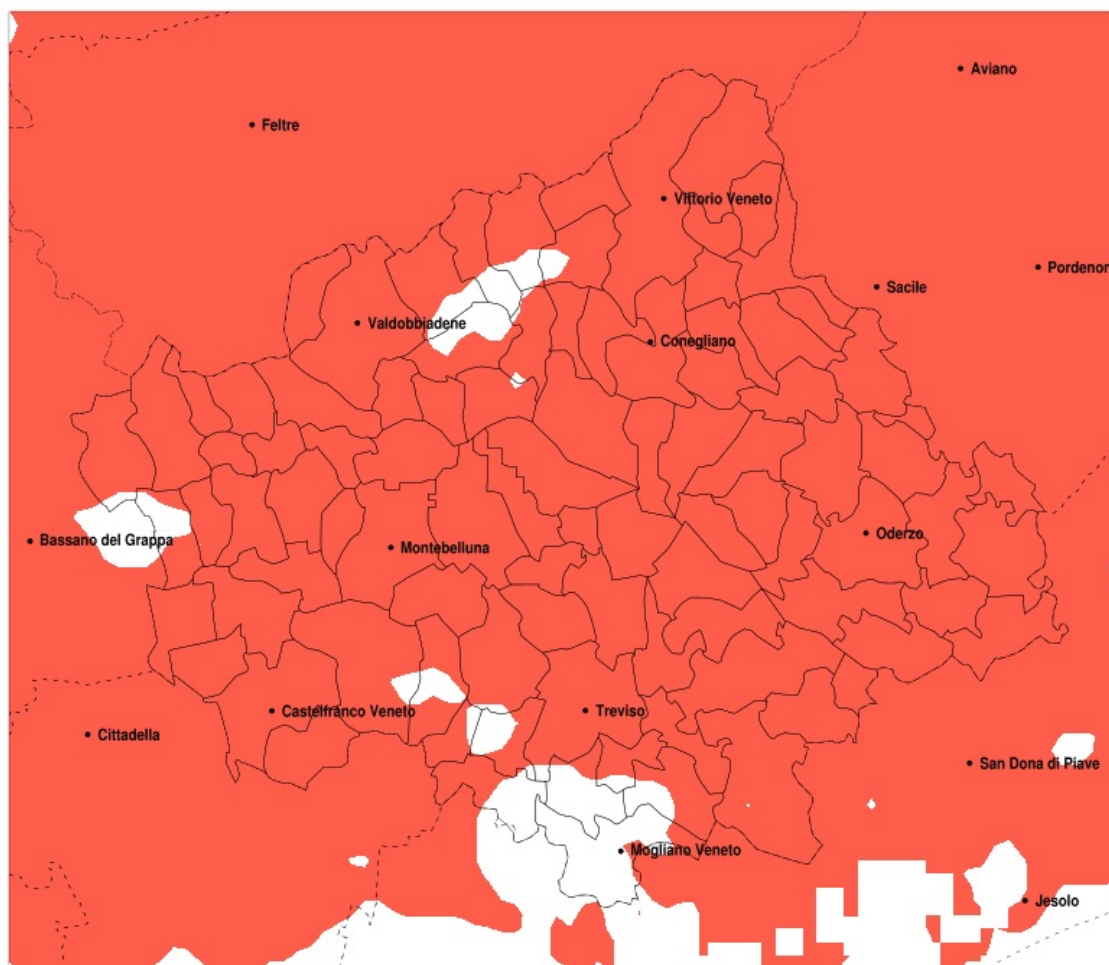 Aviano
Feltre
Vittorio Veneto
Pordenor
Sacile
Valdobbiadene
Conegliano
Oderzo
Bassano del Grappa
Montebelluna
Castelfranco Veneto
Treviso
Cittadella
San Dona di Piave
Mogliano Veneto
Jesolo